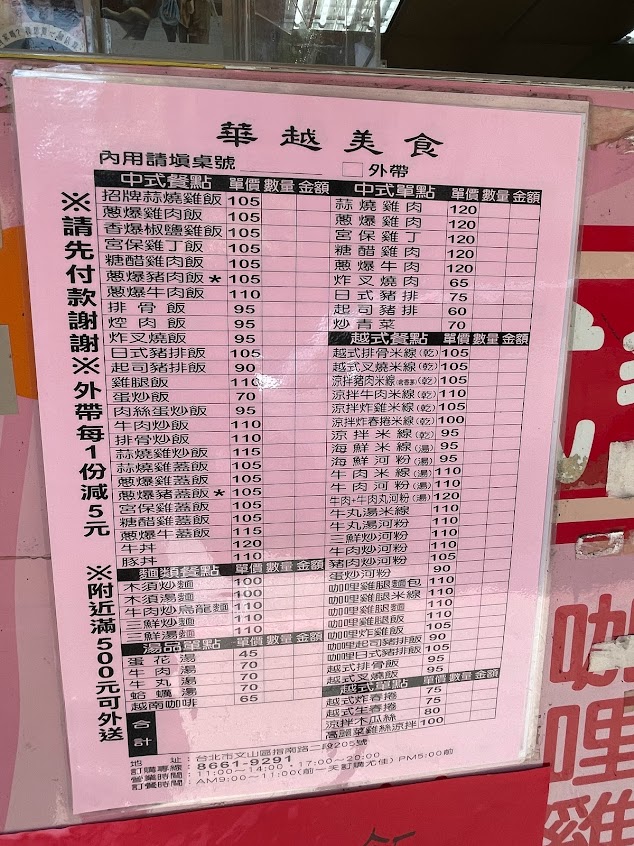 華越美食
內用請填桌號
外帶
※請先付款謝謝※外帶每1份減5元
※附近滿500元可外送
中式餐點 單價 數量 金額
招牌蒜燒雞飯 105
蔥爆雞肉飯 105
香爆椒鹽雞飯 105
宮保雞丁飯 105
糖醋雞肉飯 105
蔥爆豬肉飯* 105
蔥爆牛肉飯 110
排骨飯 95
焢肉飯 95
炸叉燒飯 95
日式豬排飯 105
起司豬排飯 90
雞腿飯 110
蛋炒飯 70
肉絲蛋炒飯 95
牛肉炒飯 110
排骨炒飯 110
蒜燒雞炒飯 115
蒜燒雞蓋飯 105
蔥爆雞蓋飯 105
蔥爆豬蓋飯* 105
宮保雞蓋飯 105
糖醋雞蓋飯 105
蔥爆牛蓋飯 115
牛丼 120
豚丼 110
麵類餐點 單價 數量 金額
木須炒麵 100
木須湯麵 100
牛肉炒烏龍麵 110
三鮮炒麵 110
三鮮湯麵 110
湯品單點 單價 數量 金額
蛋花湯 45
牛肉湯 70
牛丸湯 70
蛤蠣湯 70
越南咖啡 65
合計
中式單點 單價 數量 金額
蒜燒雞肉 120
蔥爆雞肉 120
宮保雞丁 120
糖醋雞肉 120
蔥爆牛肉 120
炸叉燒肉 65
日式豬排 75
起司豬排 60
炒青菜 70
越式餐點 單價 數量 金額
越式排骨米線(乾) 105
越式叉燒米線(乾) 105
涼拌豬肉米線(乾) 105
涼拌牛肉米線(乾) 110
涼拌炸雞米線(乾) 105
涼拌炸春捲米線(乾) 100
涼拌米線(乾) 95
海鮮米線(湯) 95
海鮮河粉(湯) 95
牛肉米線(湯) 110
牛肉河粉(湯) 110
牛肉+牛肉丸河粉(湯) 120
牛丸湯米線 110
牛丸湯河粉 110
三鮮炒河粉 110
牛肉炒河粉 110
豬肉炒河粉 105
蛋炒河粉 90
咖哩雞腿麵包 110
咖哩雞腿米線 110
咖哩雞腿麵 110
咖哩雞腿飯 110
咖哩炸雞飯 105
咖哩起司豬排飯 90
咖哩日式豬排飯 105
越式排骨飯 95
越式叉燒飯 95
越式單點 單價 數量 金額
越式炸春捲 75
越式生春捲 75
涼拌木瓜絲 80
高麗菜雞絲涼拌 100
地址:台北市文山區指南路二段205號
訂購專線:8661-9291
營業時間:11:00~14:00‧17:00~20:00
訂餐時間:AM9:00~11:00(前一天訂購尤佳) PM5:00前
咖哩雞